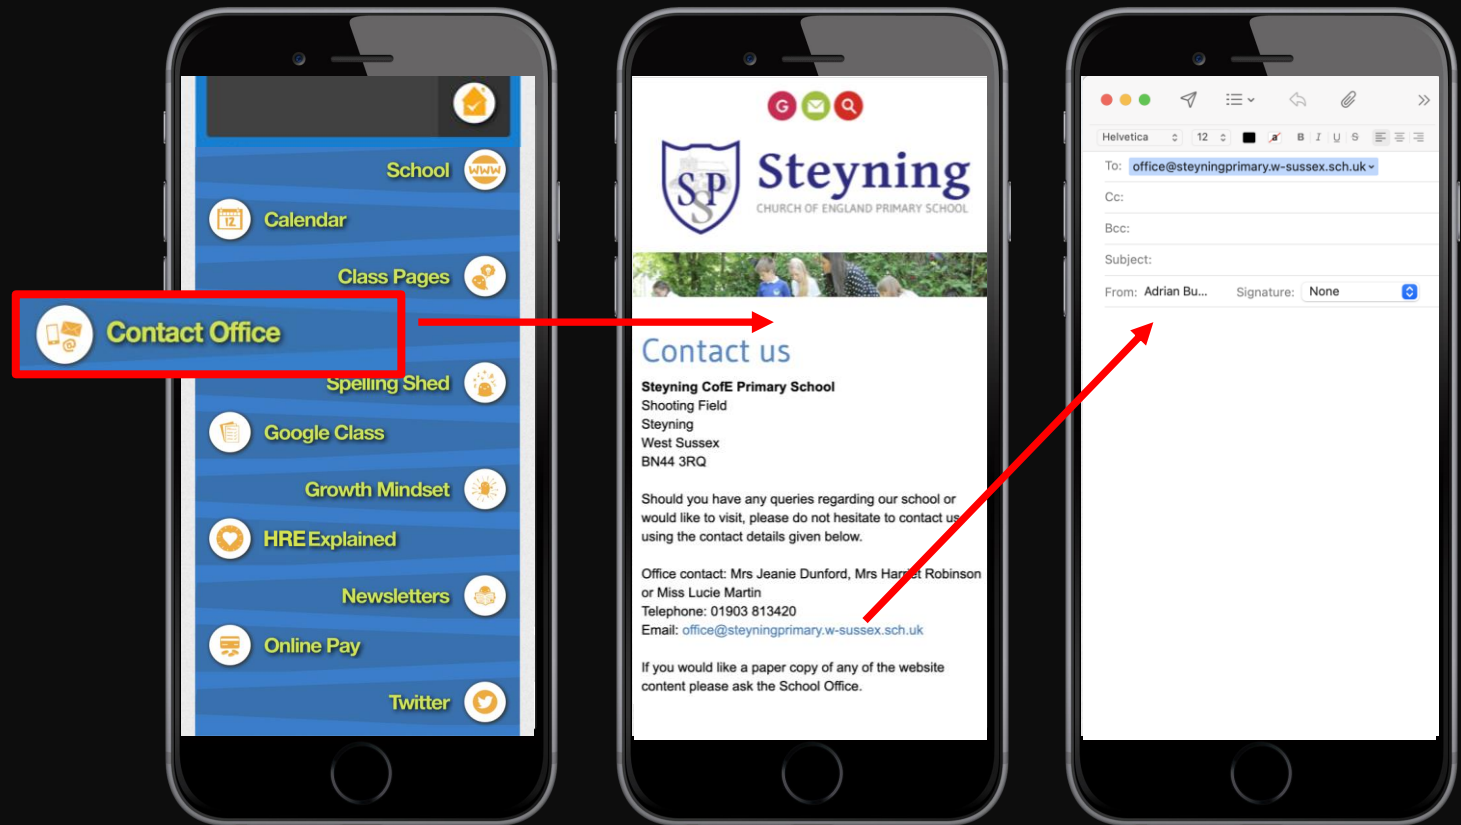 www
School
12
Calendar
Class Pages
Contact Office
Spelling Shed
Google Class
Growth Mindset
HRE Explained
Newsletters
Online Pay
Twitter
G
SSP
Steyning
CHURCH OF ENGLAND PRIMARY SCHOOL
Contact us
Steyning CofE Primary School
Shooting Field
Steyning
West Sussex
BN44 3RQ
Should you have any queries regarding our school or
would like to visit, please do not hesitate to contact us
using the contact details given below.
Office contact: Mrs Jeanie Dunford, Mrs Harriet Robinson
or Miss Lucie Martin
Telephone: 01903 813420
Email: office@steyningprimary.w-sussex.sch.uk
If you would like a paper copy of any of the website
content please ask the School Office.
Helvetica 12 a B I U S
To: office@steyningprimary.w-sussex.sch.uk
Cc:
Bcc:
Subject:
From: Adrian Bu... Signature: None